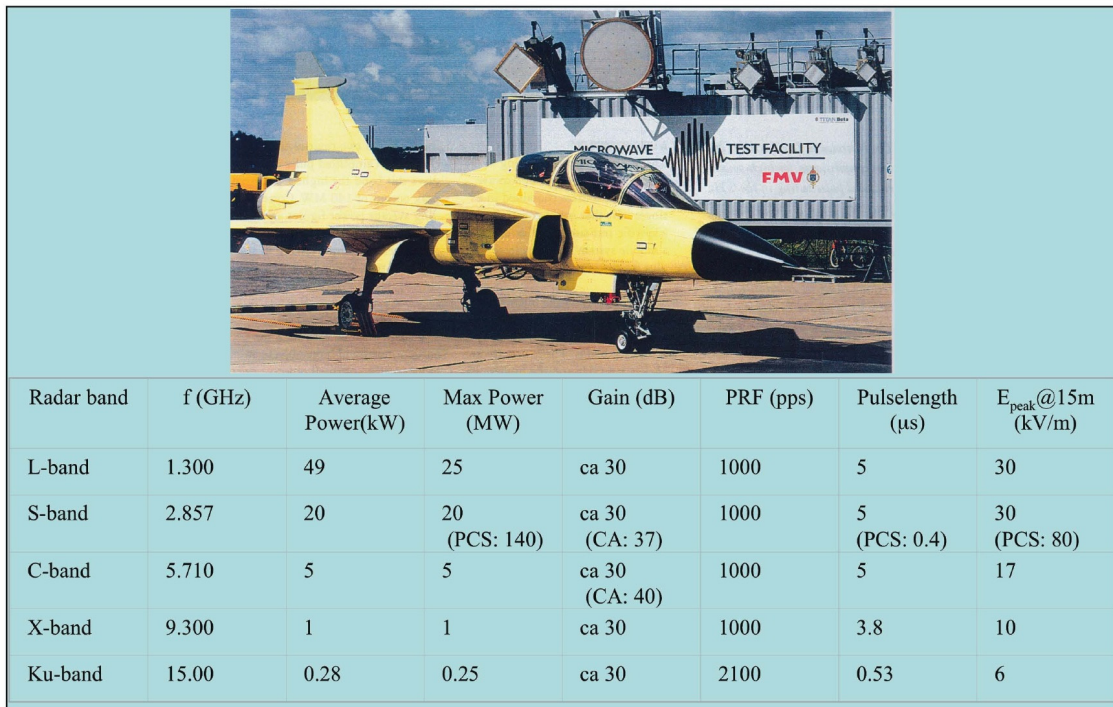 © TITAN Beta
MICROWAVE TEST FACILITY
FMV
Radar band f (GHz) Average Power(kW) Max Power (MW) Gain (dB) PRF (pps) Pulselength (μs) E_peak@15m (kV/m)
L-band 1.300 49 25 ca 30 1000 5 30
S-band 2.857 20 20 (PCS: 140) ca 30 (CA: 37) 1000 5 (PCS: 0.4) 30 (PCS: 80)
C-band 5.710 5 5 ca 30 (CA: 40) 1000 5 17
X-band 9.300 1 1 ca 30 1000 3.8 10
Ku-band 15.00 0.28 0.25 ca 30 2100 0.53 6